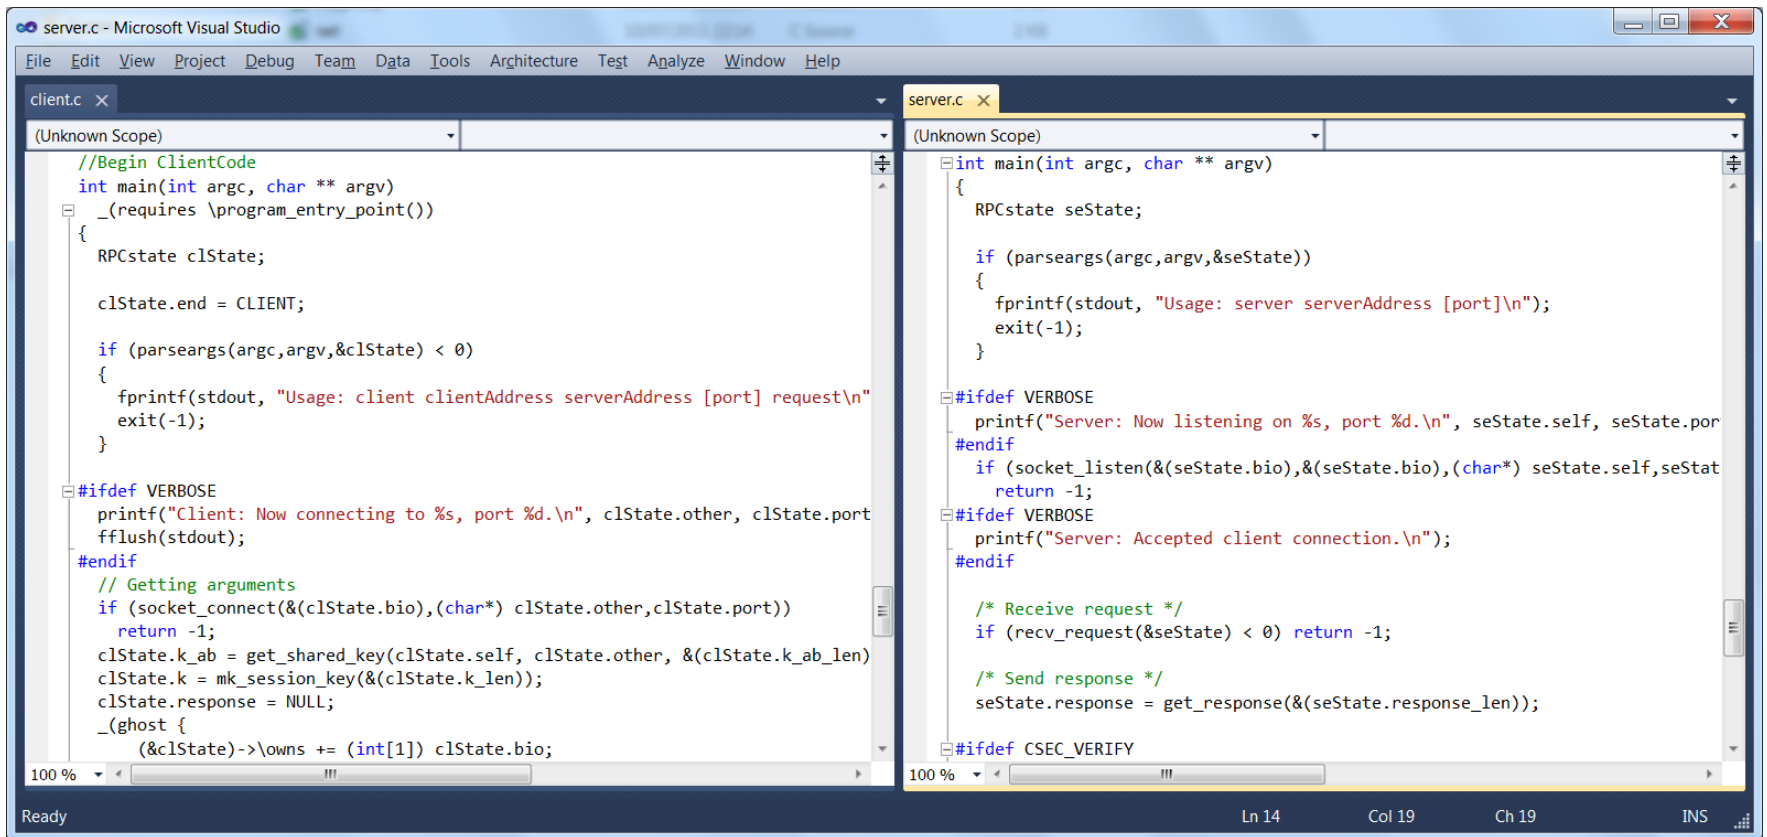 server.c - Microsoft Visual Studio
File Edit View Project Debug Team Data Tools Architecture Test Analyze Window Help
client.c
(Unknown Scope)
//Begin ClientCode
int main(int argc, char ** argv)
_(requires \program_entry_point())
{
RPCstate clState;
clState.end = CLIENT;
if (parseargs(argc,argv,&clState) < 0)
{
fprintf(stdout, "Usage: client clientAddress serverAddress [port] request\n"
exit(-1);
}
#ifdef VERBOSE
printf("Client: Now connecting to %s, port %d.\n", clState.other, clState.port
fflush(stdout);
#endif
// Getting arguments
if (socket_connect(&(clState.bio),(char*) clState.other,clState.port))
return -1;
clState.k_ab = get_shared_key(clState.self, clState.other, &(clState.k_ab_len)
clState.k = mk_session_key(&(clState.k_len));
clState.response = NULL;
_(ghost {
(&clState)->\owns += (int[1]) clState.bio;
100 %
server.c
(Unknown Scope)
int main(int argc, char ** argv)
{
RPCstate seState;
if (parseargs(argc,argv,&seState))
{
fprintf(stdout, "Usage: server serverAddress [port]\n");
exit(-1);
}
#ifdef VERBOSE
printf("Server: Now listening on %s, port %d.\n", seState.self, seState.por
#endif
if (socket_listen(&(seState.bio),&(seState.bio),(char*) seState.self,seStat
return -1;
#ifdef VERBOSE
printf("Server: Accepted client connection.\n");
#endif
/* Receive request */
if (recv_request(&seState) < 0) return -1;
/* Send response */
seState.response = get_response(&(seState.response_len));
#ifdef CSEC_VERIFY
100 %
Ready Ln 14 Col 19 Ch 19 INS